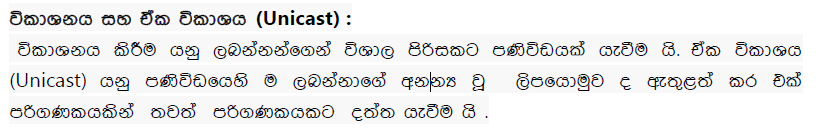 විකාශනය සහ ඒක විකාශය (Unicast) :
විකාශනය කිරීම යනු ලබන්නන්ගෙන් විශාල පිරිසකට පණිවිඩයක් යැවීම යි. ඒක විකාශය
(Unicast) යනු පණිවිඩයෙහි ම ලබන්නාගේ අනන්‍ය වූ ලිපයොමුව ද ඇතුළත් කර එක්
පරිගණකයකින් තවත් පරිගණකයකට දත්ත යැවීම යි .